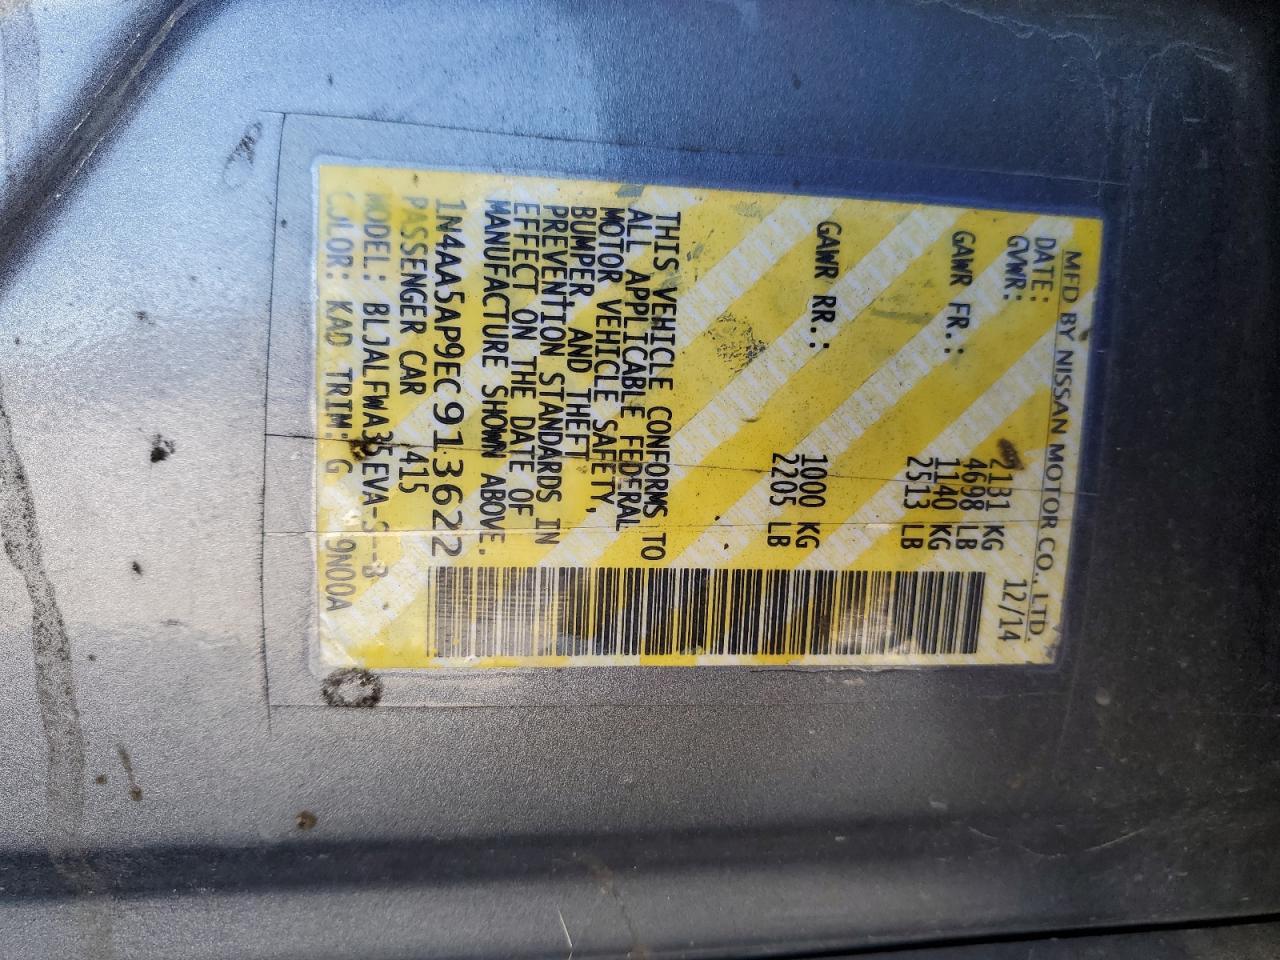 MFD BY NISSAN MOTOR CO., LTD.
DATE: 12/14
GVWR: 2131 KG
4698 LB
GAWR FR.: 1140 KG
2513 LB
GAWR RR.: 1000 KG
2205 LB
THIS VEHICLE CONFORMS TO
ALL APPLICABLE FEDERAL
MOTOR VEHICLE SAFETY,
BUMPER AND THEFT
PREVENTION STANDARDS IN
EFFECT ON THE DATE OF
MANUFACTURE SHOWN ABOVE.
1N4AA5AP9EC913622
PASSENGER CAR 1415
MODEL: 
COLOR: KAD TRIM: G 9N000A